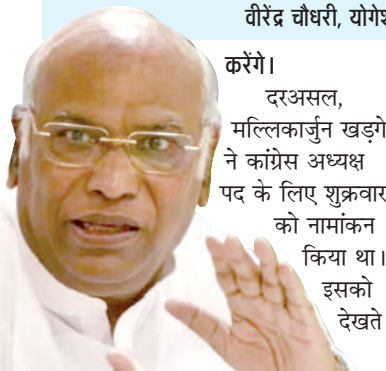 वीरेंद्र चौधरी, योगेश
करेंगे।
दरअसल,
मल्लिकार्जुन खड़गे
ने कांग्रेस अध्यक्ष
पद के लिए शुक्रवार
को नामांकन
किया था।
इसको
देखते